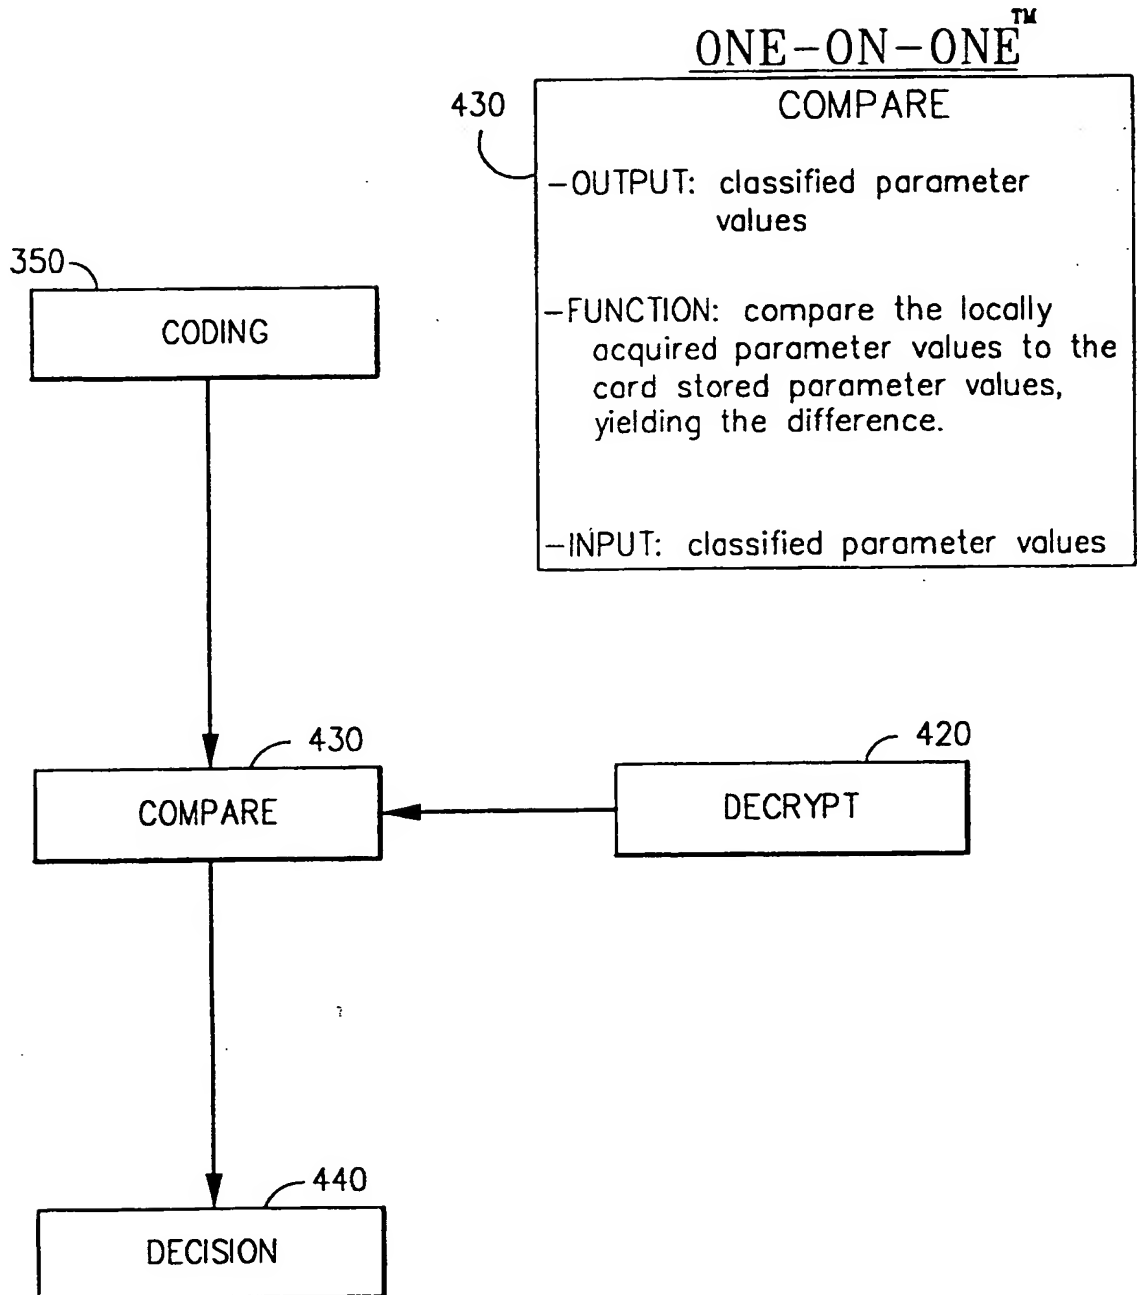 ONE-ON-ONE™
430
COMPARE
-OUTPUT: classified parameter
values
-FUNCTION: compare the locally
acquired parameter values to the
card stored parameter values,
yielding the difference.
-INPUT: classified parameter values
350
CODING
430
COMPARE
420
DECRYPT
440
DECISION